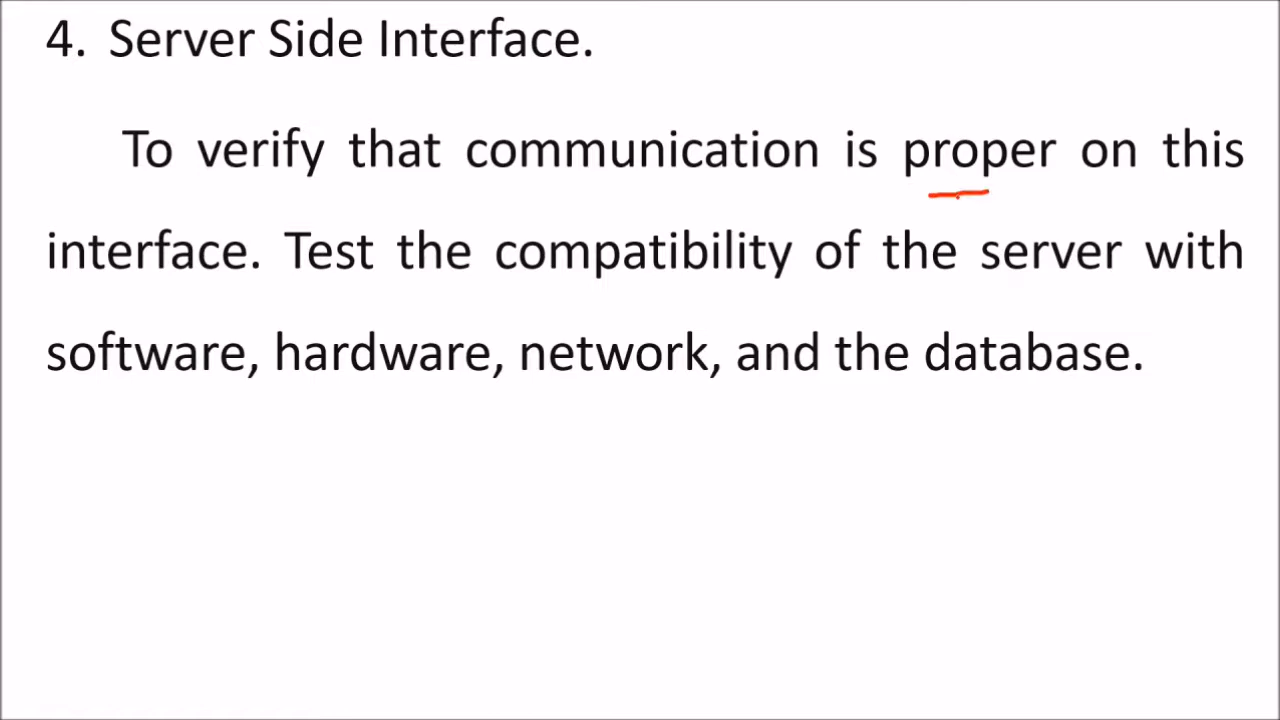 4. Server Side Interface.
To verify that communication is proper on this
interface. Test the compatibility of the server with
software, hardware, network, and the database.